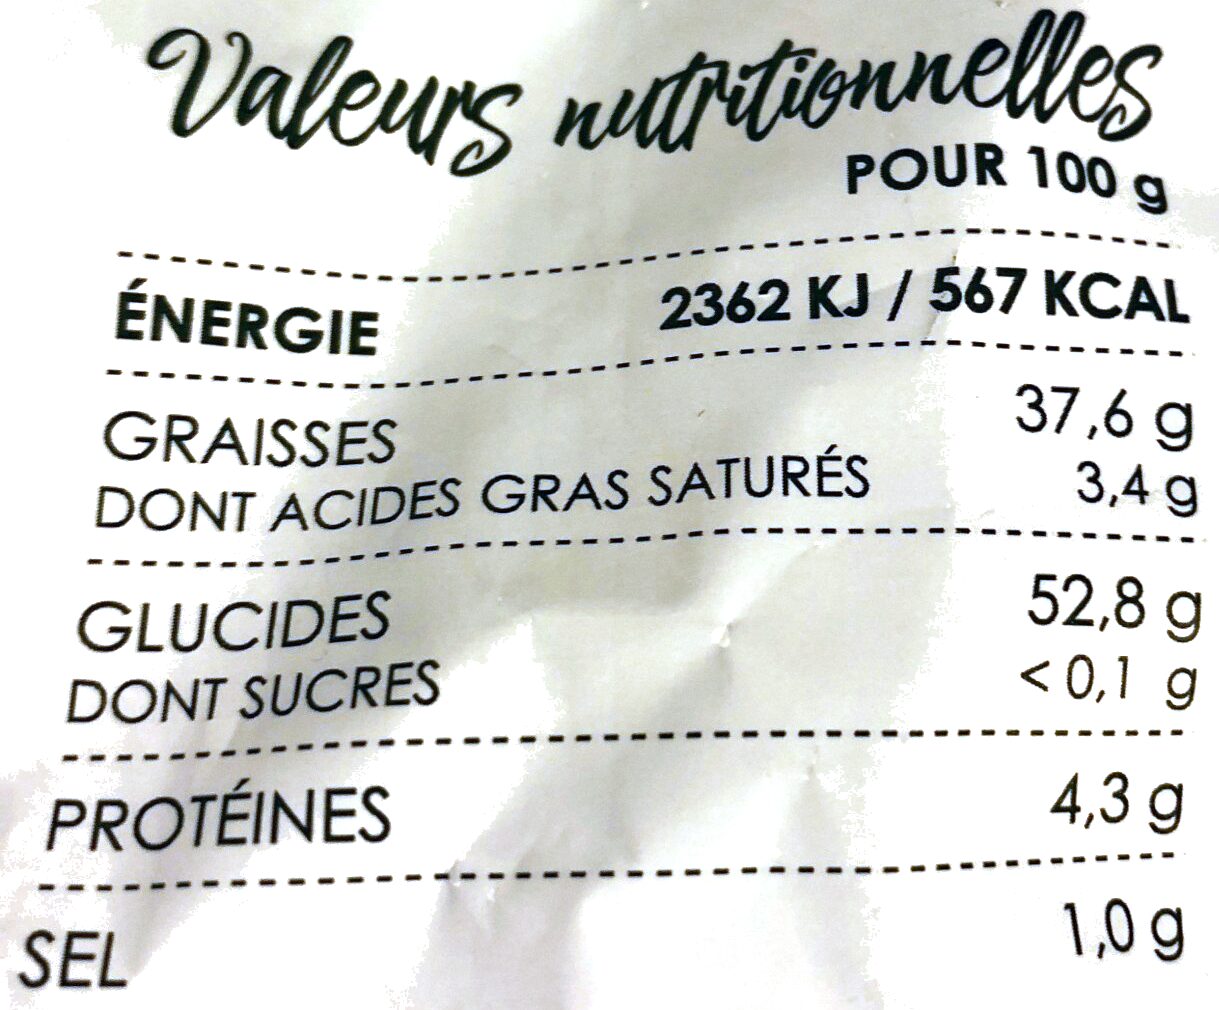 Valeurs nutritionnelles
POUR 100 g
ÉNERGIE 2362 KJ / 567 KCAL
GRAISSES 37,6 g
DONT ACIDES GRAS SATURÉS 3,4 g
GLUCIDES 52,8 g
DONT SUCRES < 0,1 g
PROTÉINES 4,3 g
SEL 1,0 g